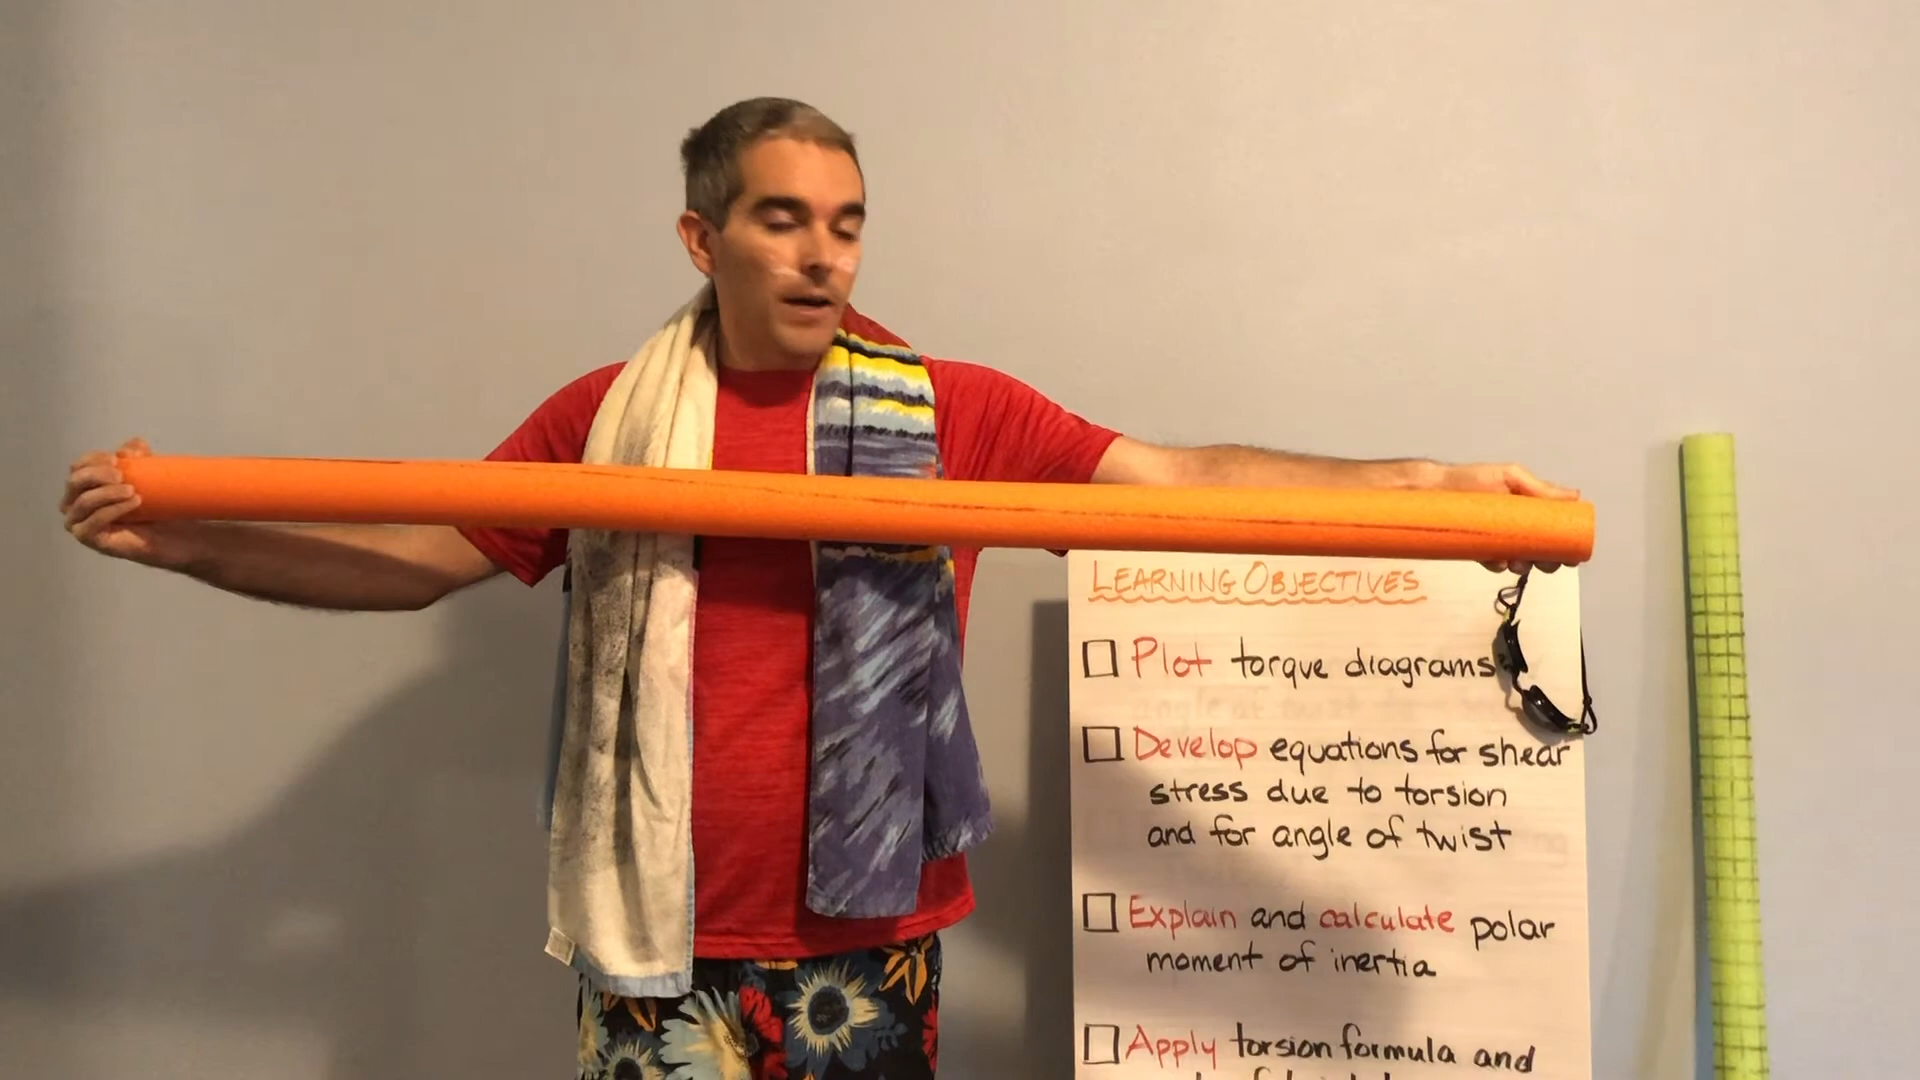 LEARNING OBJECTIVES
Plot torque diagrams
Develop equations for shear
stress due to torsion
and for angle of twist
Explain and calculate polar
moment of inertia
Apply torsion formula and